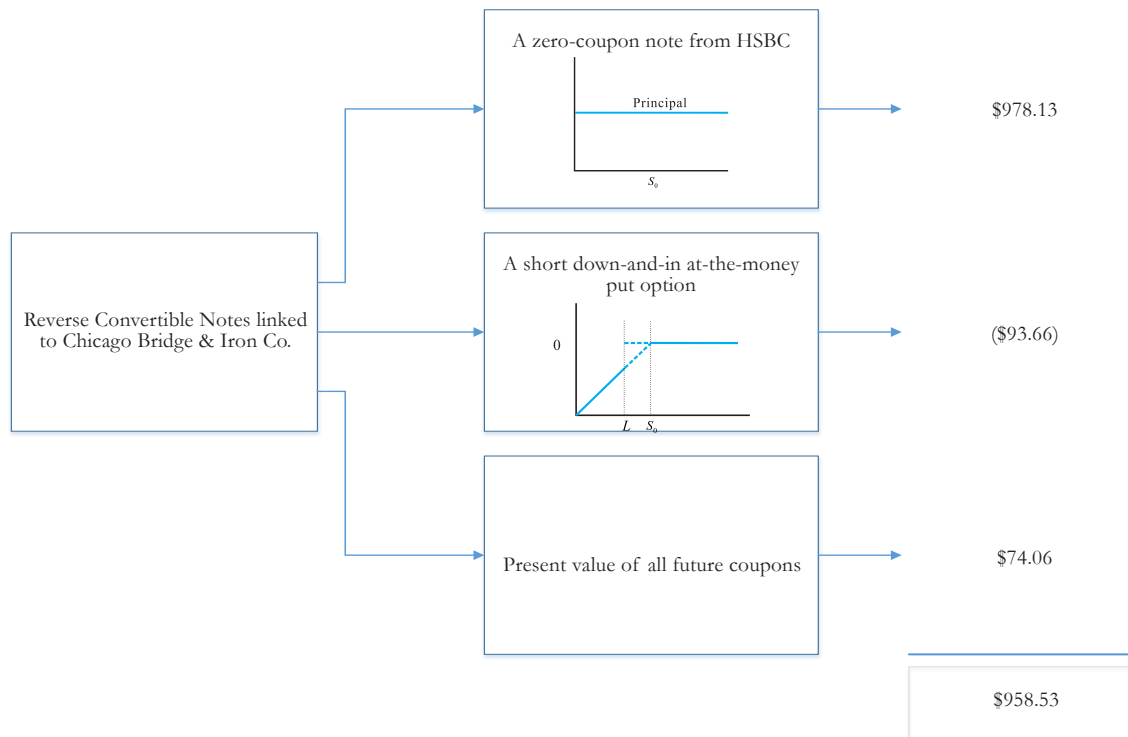 A zero-coupon note from HSBC
Principal
S₀
$978.13
Reverse Convertible Notes linked
to Chicago Bridge & Iron Co.
A short down-and-in at-the-money
put option
0
L S₀
($93.66)
Present value of all future coupons
$74.06
$958.53